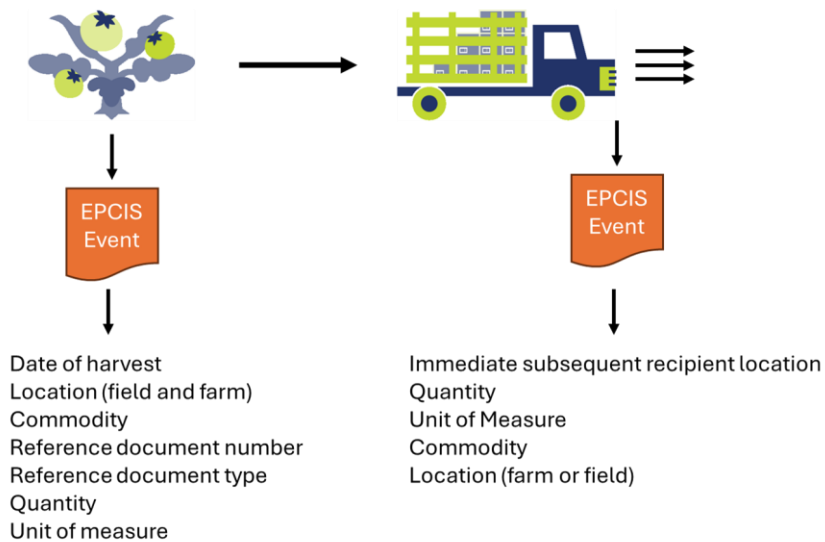 EPCIS
Event
EPCIS
Event
Date of harvest
Location (field and farm)
Commodity
Reference document number
Reference document type
Quantity
Unit of measure
Immediate subsequent recipient location
Quantity
Unit of Measure
Commodity
Location (farm or field)